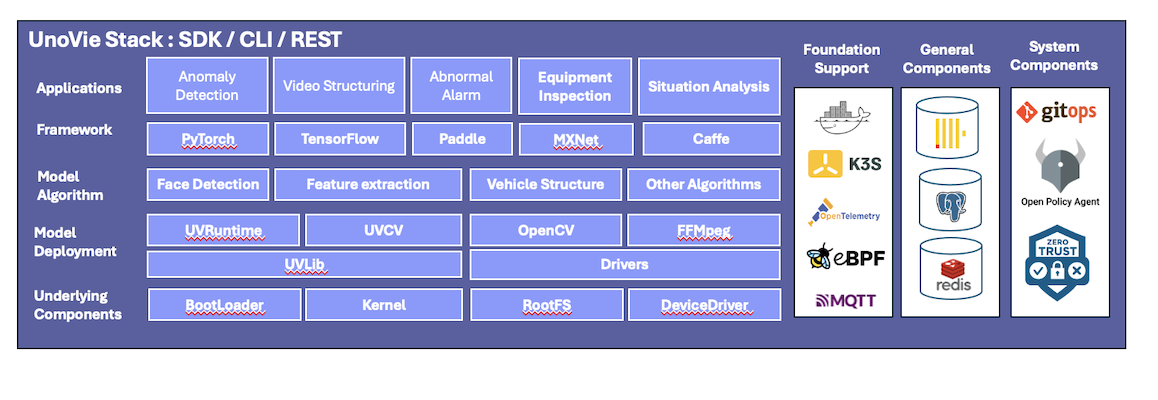 UnoVie Stack : SDK / CLI / REST
Applications
Anomaly
Detection
Video Structuring
Abnormal
Alarm
Equipment
Inspection
Situation Analysis
Framework
PyTorch
TensorFlow
Paddle
MXNet
Caffe
Model
Algorithm
Face Detection
Feature extraction
Vehicle Structure
Other Algorithms
Model
Deployment
UVRuntime
UVCV
OpenCV
FFMpeg
UVLib
Drivers
Underlying
Components
BootLoader
Kernel
RootFS
DeviceDriver
Foundation
Support
K3S
OpenTelemetry
eBPF
MQTT
General
Components
redis
System
Components
gitops
Open Policy Agent
ZERO
TRUST